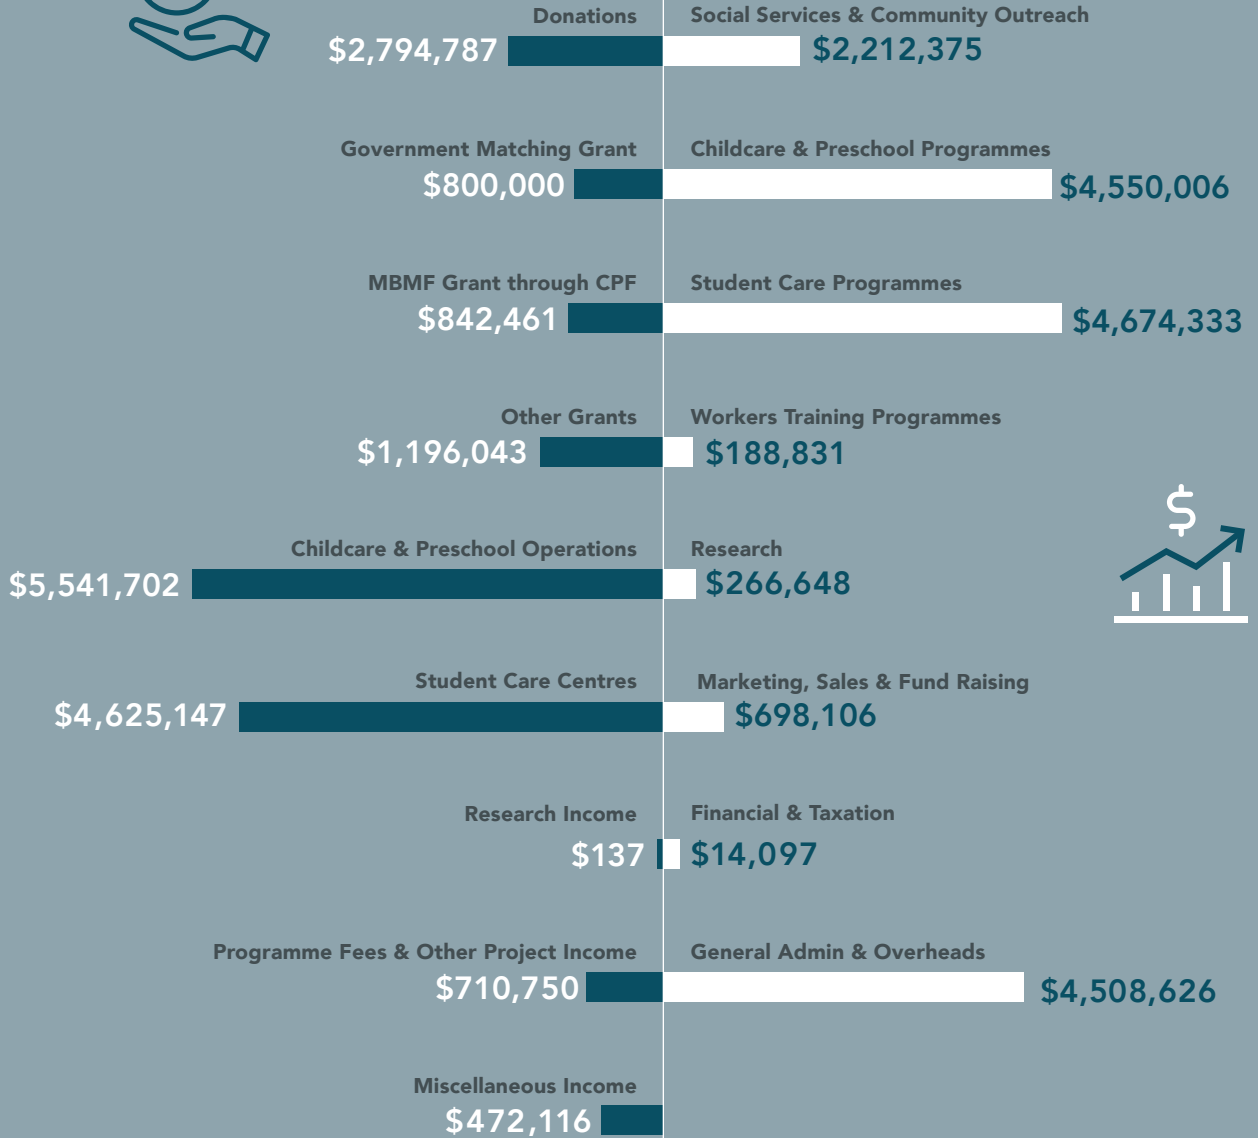 Donations
$2,794,787
Social Services & Community Outreach
$2,212,375
Government Matching Grant
$800,000
Childcare & Preschool Programmes
$4,550,006
MBMF Grant through CPF
$842,461
Student Care Programmes
$4,674,333
Other Grants
$1,196,043
Workers Training Programmes
$188,831
Childcare & Preschool Operations
$5,541,702
Research
$266,648
$
Student Care Centres
$4,625,147
Marketing, Sales & Fund Raising
$698,106
Research Income
$137
Financial & Taxation
$14,097
Programme Fees & Other Project Income
$710,750
General Admin & Overheads
$4,508,626
Miscellaneous Income
$472,116